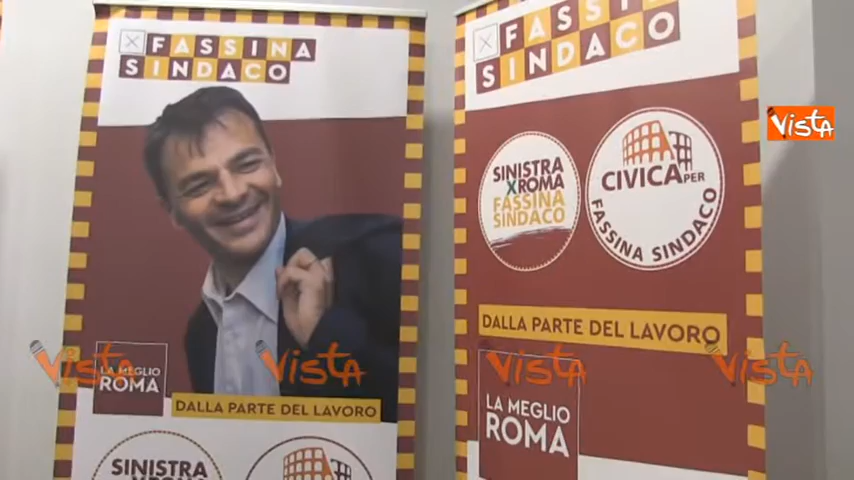 FASSINA
SINDACO
LA MEGLIO
ROMA
DALLA PARTE DEL LAVORO
SINISTRA
XROMA
FASSINA
SINDACO
SINISTRA
XROMA
FASSINA
SINDACO
CIVICA PER
FASSINA SINDACO
DALLA PARTE DEL LAVORO
LA MEGLIO
ROMA
VISTA
VISTA
VISTA
VISTA
VISTA